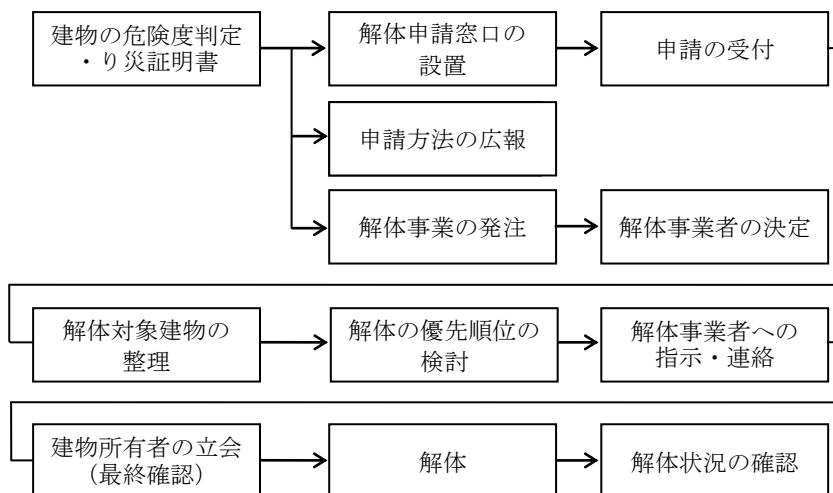 建物の危険度判定
・り災証明書
解体申請窓口の
設置
申請の受付
申請方法の広報
解体事業の発注
解体事業者の決定
解体対象建物の
整理
解体の優先順位の
検討
解体事業者への
指示・連絡
建物所有者の立会
（最終確認）
解体
解体状況の確認